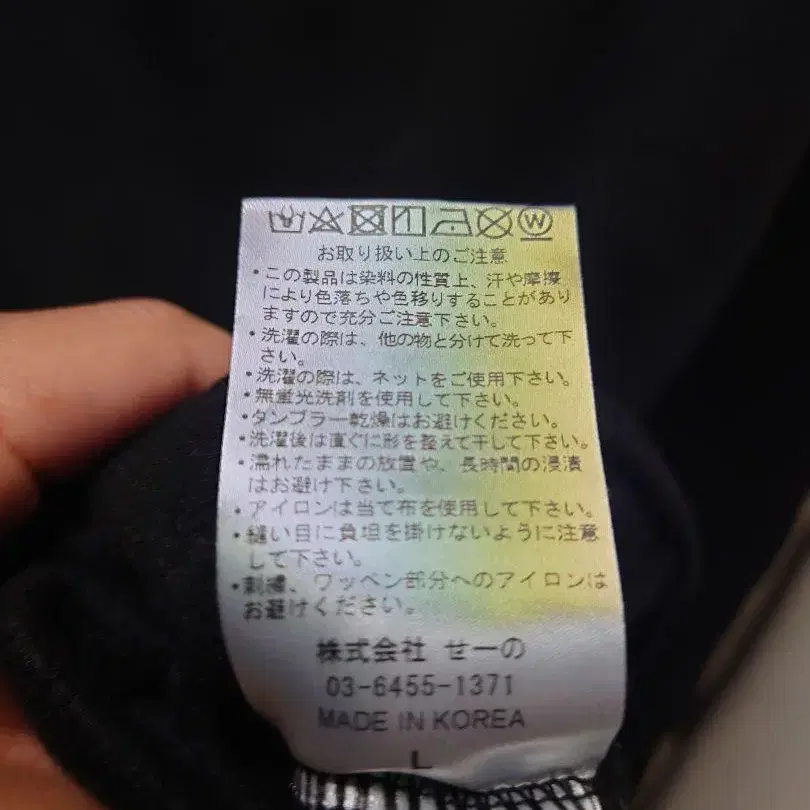 お取り扱い上のご注意
・この製品は染料の性質上、汗や摩擦
により色落ちや色移りすることがあり
ますので充分ご注意下さい。
・洗濯の際は、他の物と分けて洗って下
さい。
・洗濯の際は、ネットをご使用下さい。
・無蛍光洗剤を使用して下さい。
・タンブラー乾燥はお避けください。
・洗濯後は直ぐに形を整えて干して下さい。
・濡れたままの放置や、長時間の浸漬
はお避け下さい。
・アイロンは当て布を使用して下さい。
・縫い目に負担を掛けないように注意
して下さい。
・刺繍、ワッペン部分へのアイロンは
お避けください。
株式会社 せーの
03-6455-1371
MADE IN KOREA
L